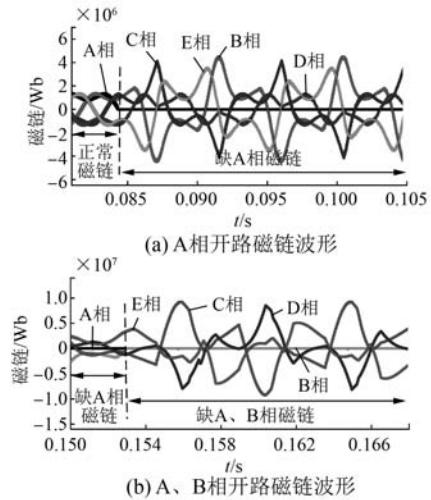 ×10⁶
6
4
2
0
−2
−4
−6
磁链/Wb
A相
C相
E相
B相
D相
正常
磁链
缺A相磁链
0.085
0.090
0.095
0.100
0.105
t/s
(a) A相开路磁链波形
×10⁷
1.0
0.5
0
−0.5
−1.0
−1.5
磁链/Wb
A相
E相
C相
D相
B相
缺A相
磁链
缺A、B相磁链
0.150
0.154
0.158
0.162
0.166
t/s
(b) A、B相开路磁链波形